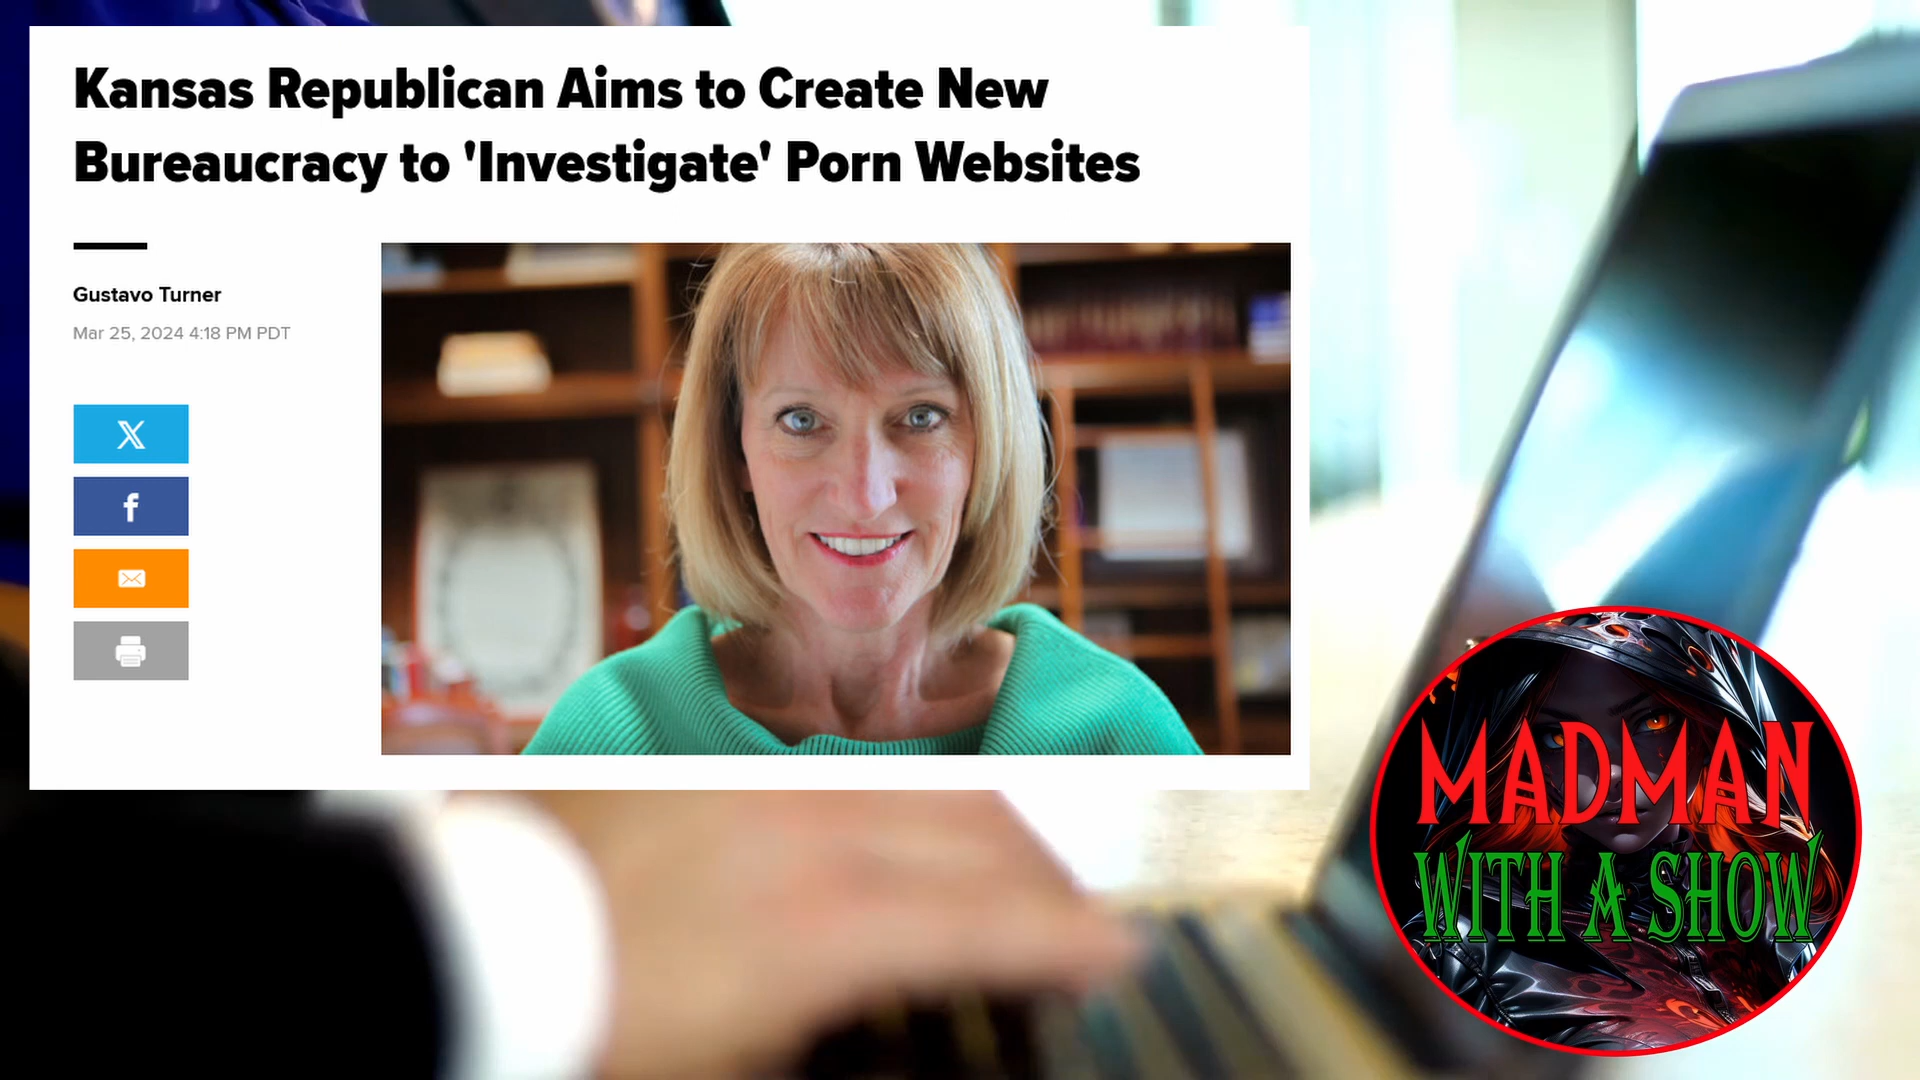 Kansas Republican Aims to Create New
Bureaucracy to 'Investigate' Porn Websites
Gustavo Turner
Mar 25, 2024 4:18 PM PDT
MADMAN
WITH A SHOW